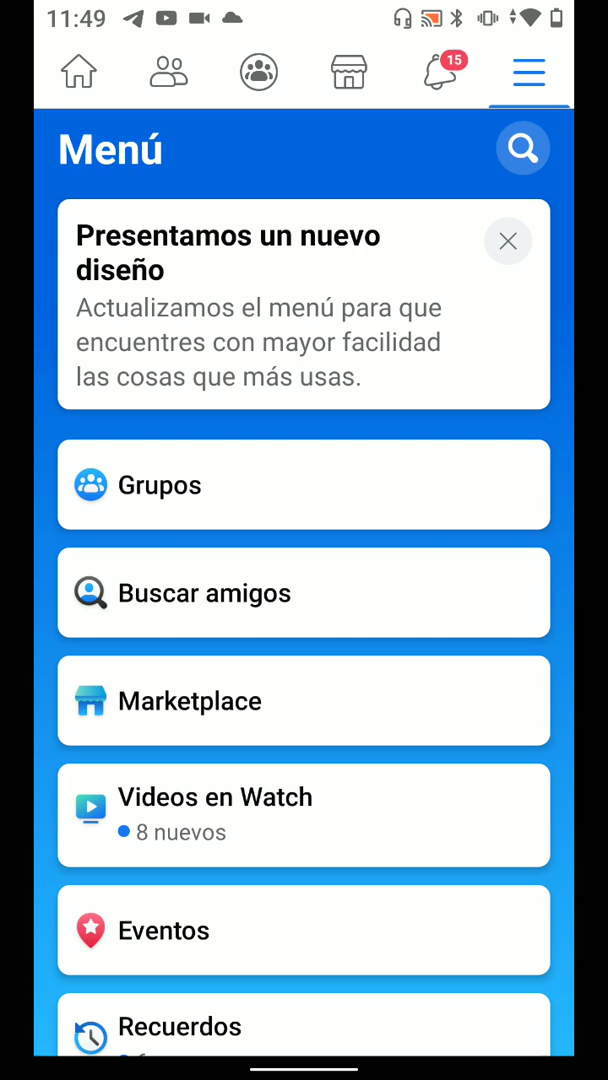 11:49
15
Menú
Presentamos un nuevo
diseño
Actualizamos el menú para que
encuentres con mayor facilidad
las cosas que más usas.
Grupos
Buscar amigos
Marketplace
Videos en Watch
8 nuevos
Eventos
Recuerdos